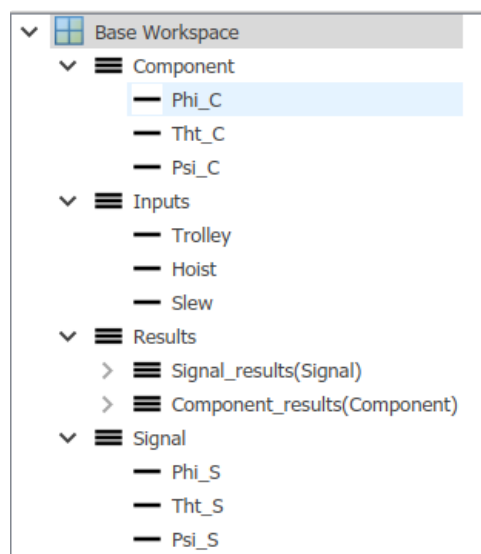 Base Workspace
Component
Phi_C
Tht_C
Psi_C
Inputs
Trolley
Hoist
Slew
Results
Signal_results(Signal)
Component_results(Component)
Signal
Phi_S
Tht_S
Psi_S